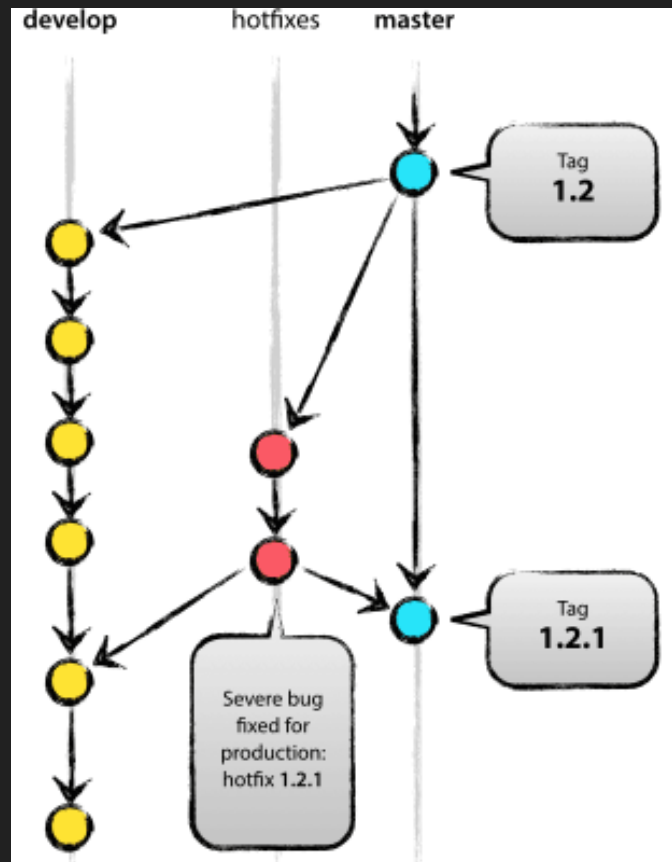 develop
hotfixes
master
Tag
1.2
Tag
1.2.1
Severe bug
fixed for
production:
hotfix 1.2.1